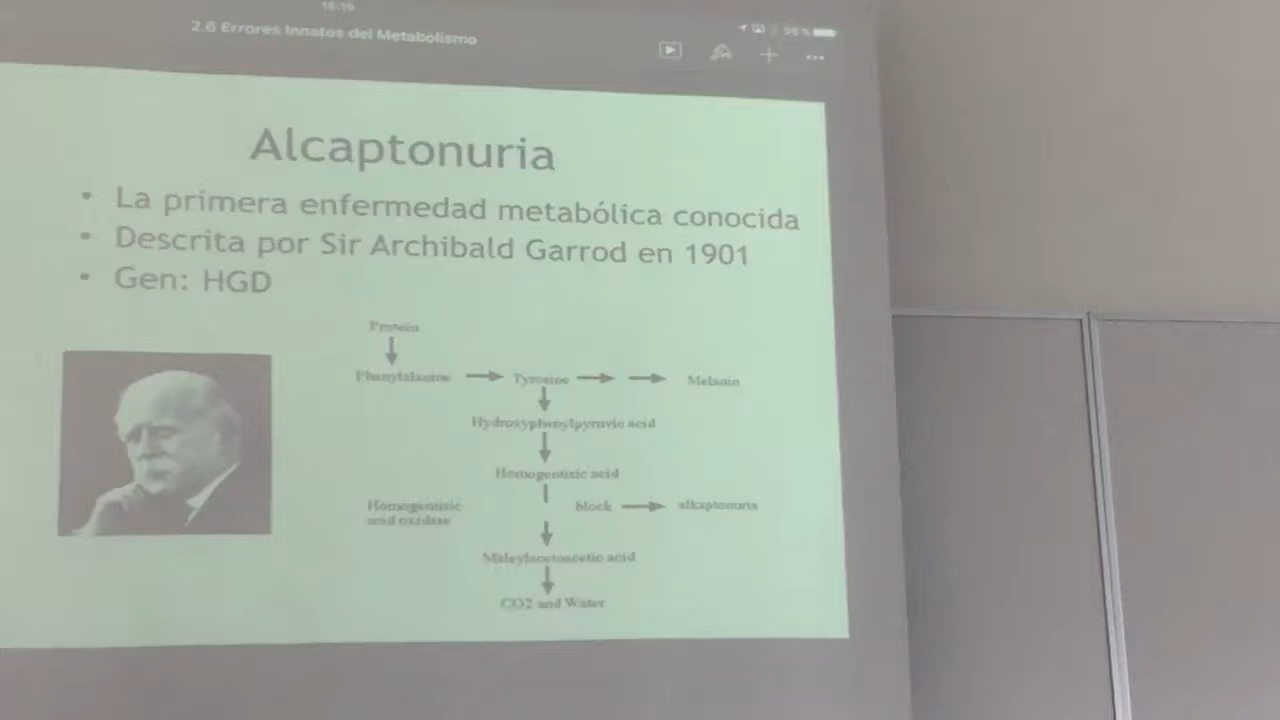 18:39
2.6 Errores Innatos del Metabolismo
Alcaptonuria
• La primera enfermedad metabólica conocida
• Descrita por Sir Archibald Garrod en 1901
• Gen: HGD
Protein
Phenylalanine Tyrosine Melanin
Hydroxyphenylpyruvic acid
Homogentisic acid
Homogentisic block alkaptonuria
acid oxidase
Maleylacetoacetic acid
CO2 and Water